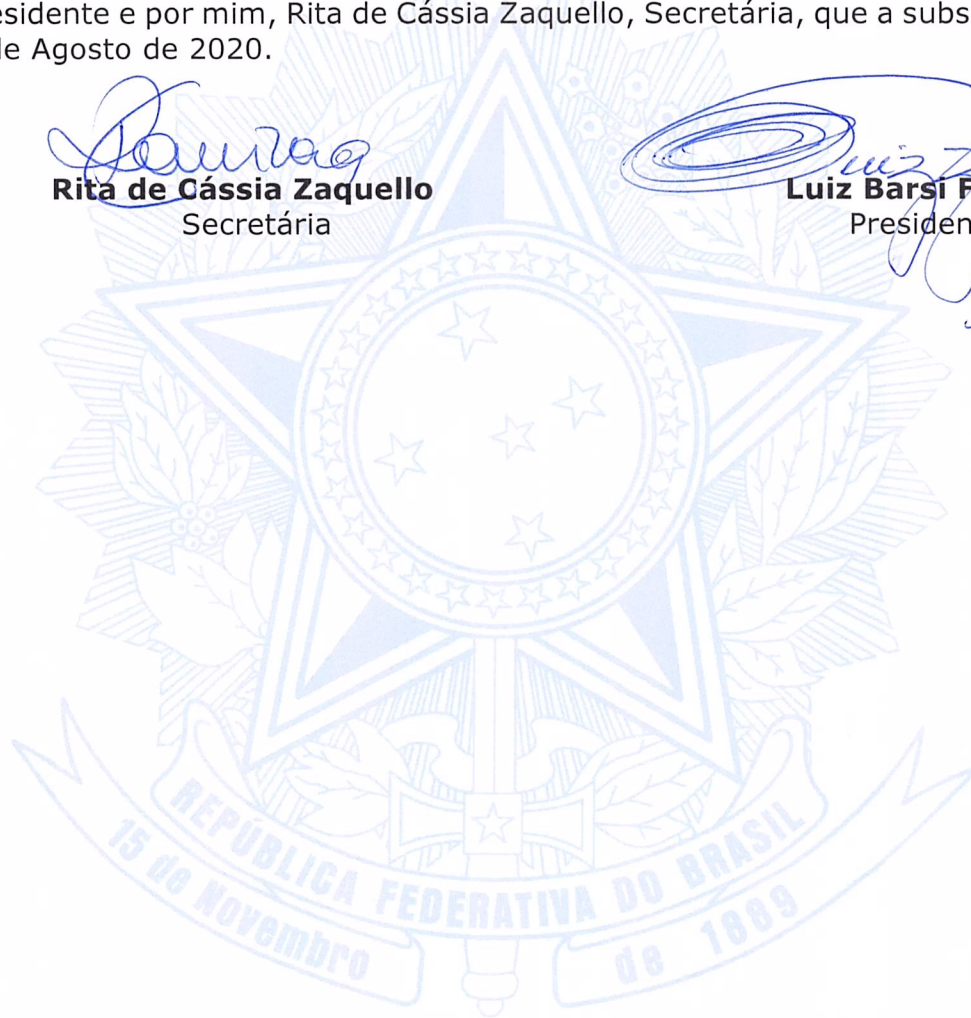 esidente e por mim, Rita de Cássia Zaquello, Secretária, que a subs
de Agosto de 2020.
Rita de Cássia Zaquello
Secretária
Luiz Barsi F
Presiden
REPÚBLICA FEDERATIVA DO BRASIL
15 de Novembro de 1889